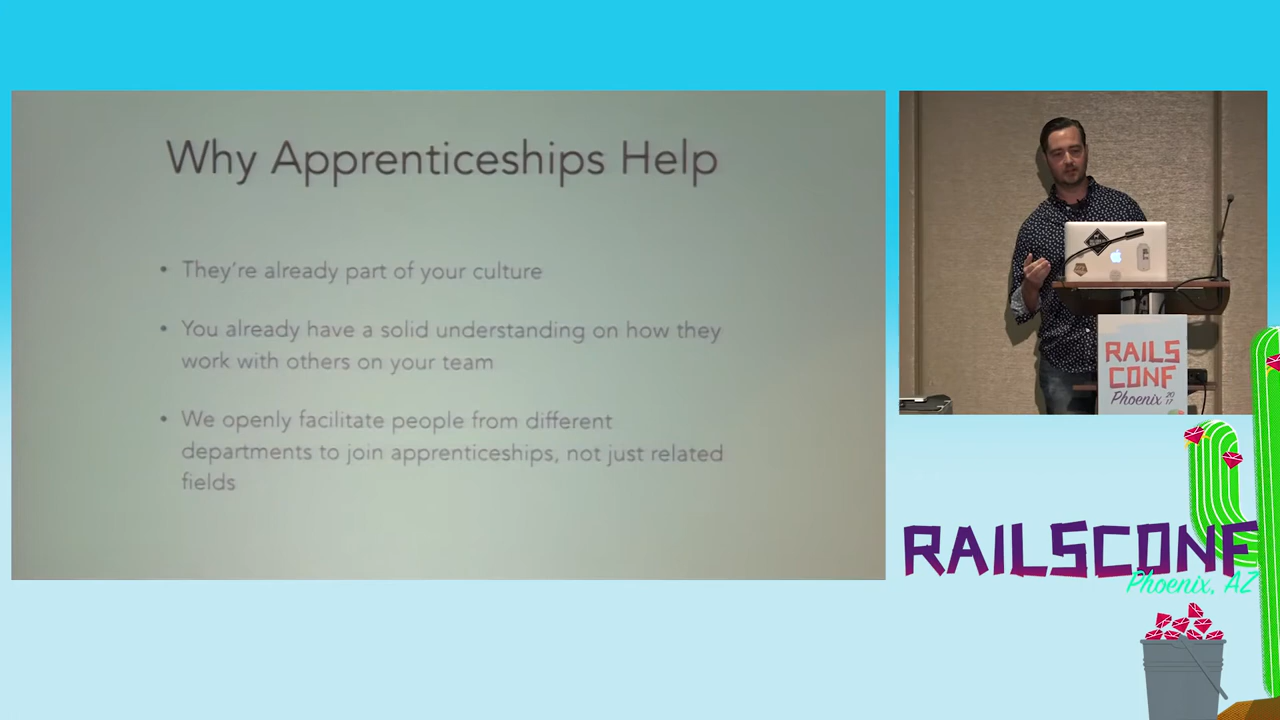 Why Apprenticeships Help
• They're already part of your culture
• You already have a solid understanding on how they
work with others on your team
• We openly facilitate people from different
departments to join apprenticeships, not just related
fields
RAILS
CONF
Phoenix 2017
RAILSCONF
Phoenix, AZ